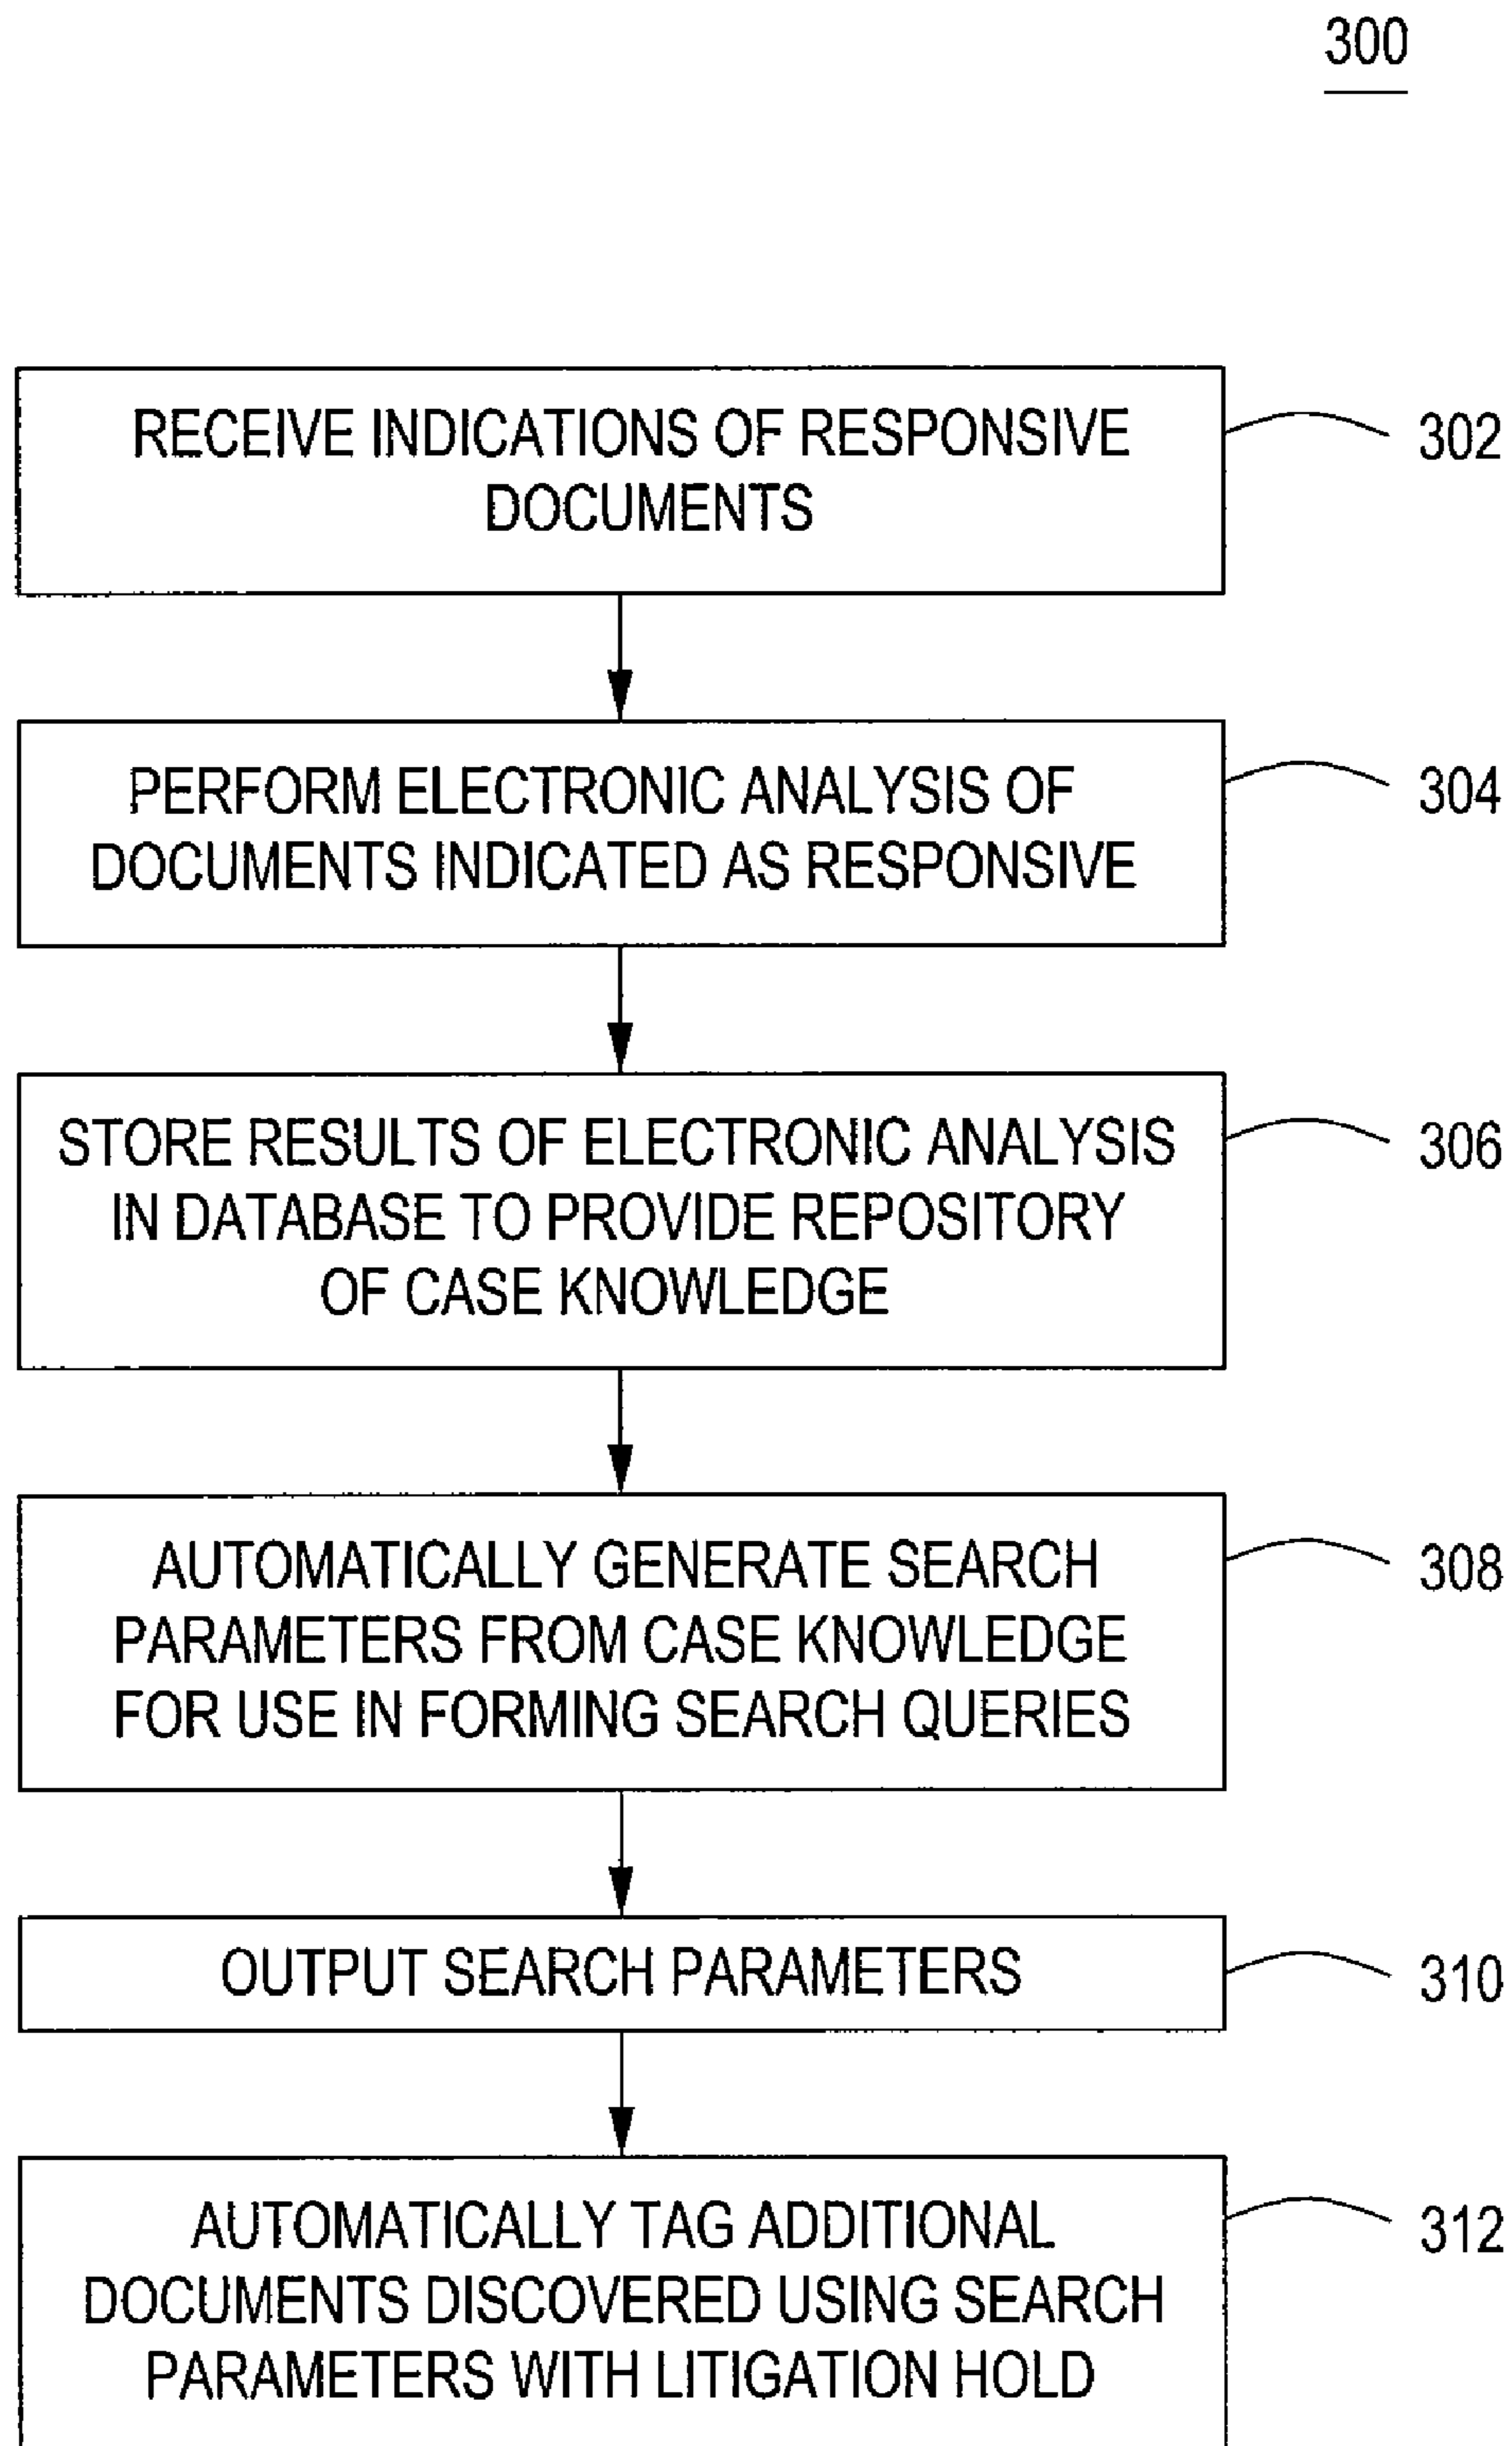 300
RECEIVE INDICATIONS OF RESPONSIVE
DOCUMENTS
302
PERFORM ELECTRONIC ANALYSIS OF
DOCUMENTS INDICATED AS RESPONSIVE
304
STORE RESULTS OF ELECTRONIC ANALYSIS
IN DATABASE TO PROVIDE REPOSITORY
OF CASE KNOWLEDGE
306
AUTOMATICALLY GENERATE SEARCH
PARAMETERS FROM CASE KNOWLEDGE
FOR USE IN FORMING SEARCH QUERIES
308
OUTPUT SEARCH PARAMETERS
310
AUTOMATICALLY TAG ADDITIONAL
DOCUMENTS DISCOVERED USING SEARCH
PARAMETERS WITH LITIGATION HOLD
312